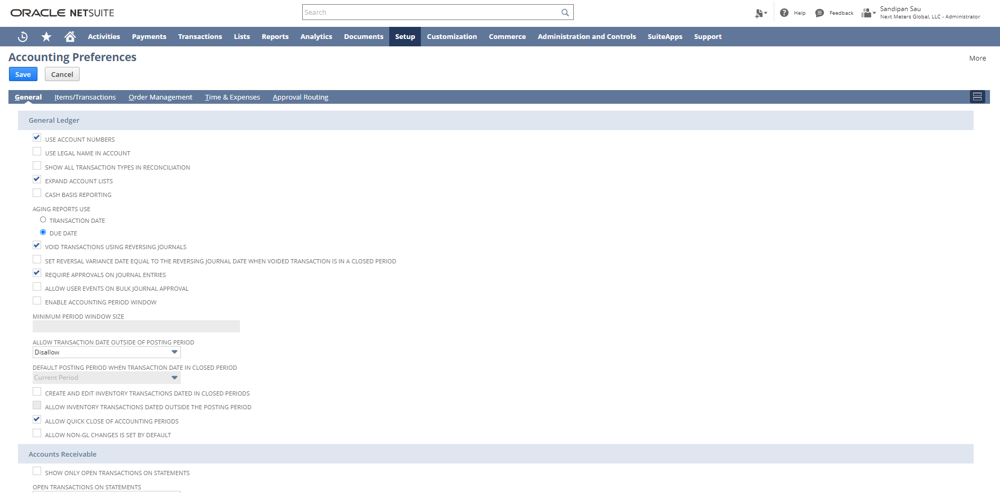 ORACLE NETSUITE
Search
Help
Feedback
Sandipan Sau
Next Meters Global, LLC - Administrator
Activities Payments Transactions Lists Reports Analytics Documents Setup Customization Commerce Administration and Controls SuiteApps Support
Accounting Preferences
More
Save Cancel
General Items/Transactions Order Management Time & Expenses Approval Routing
General Ledger
USE ACCOUNT NUMBERS
USE LEGAL NAME IN ACCOUNT
SHOW ALL TRANSACTION TYPES IN RECONCILIATION
EXPAND ACCOUNT LISTS
CASH BASIS REPORTING
AGING REPORTS USE
TRANSACTION DATE
DUE DATE
VOID TRANSACTIONS USING REVERSING JOURNALS
SET REVERSAL VARIANCE DATE EQUAL TO THE REVERSING JOURNAL DATE WHEN VOIDED TRANSACTION IS IN A CLOSED PERIOD
REQUIRE APPROVALS ON JOURNAL ENTRIES
ALLOW USER EVENTS ON BULK JOURNAL APPROVAL
ENABLE ACCOUNTING PERIOD WINDOW
MINIMUM PERIOD WINDOW SIZE
ALLOW TRANSACTION DATE OUTSIDE OF POSTING PERIOD
Disallow
DEFAULT POSTING PERIOD WHEN TRANSACTION DATE IN CLOSED PERIOD
Current Period
CREATE AND EDIT INVENTORY TRANSACTIONS DATED IN CLOSED PERIODS
ALLOW INVENTORY TRANSACTIONS DATED OUTSIDE THE POSTING PERIOD
ALLOW QUICK CLOSE OF ACCOUNTING PERIODS
ALLOW NON-GL CHANGES IS SET BY DEFAULT
Accounts Receivable
SHOW ONLY OPEN TRANSACTIONS ON STATEMENTS
OPEN TRANSACTIONS ON STATEMENTS